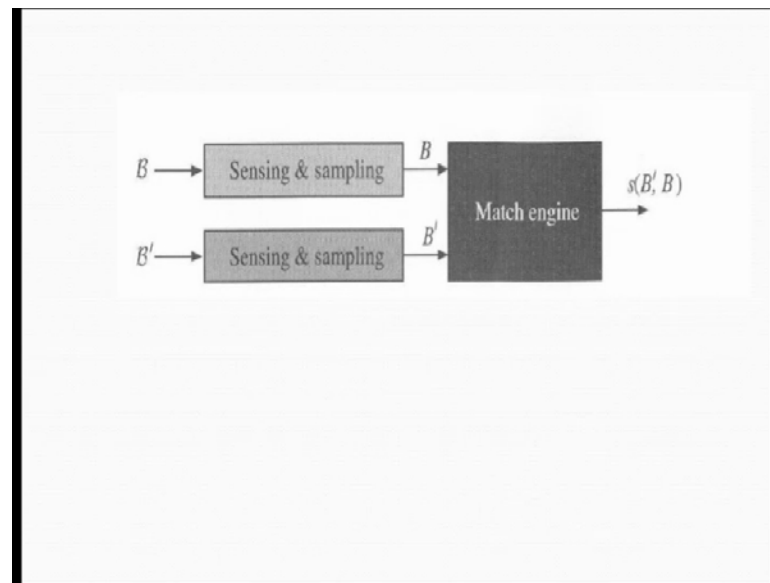 B Sensing & sampling B
B′ Sensing & sampling B′
Match engine
s(B′, B)